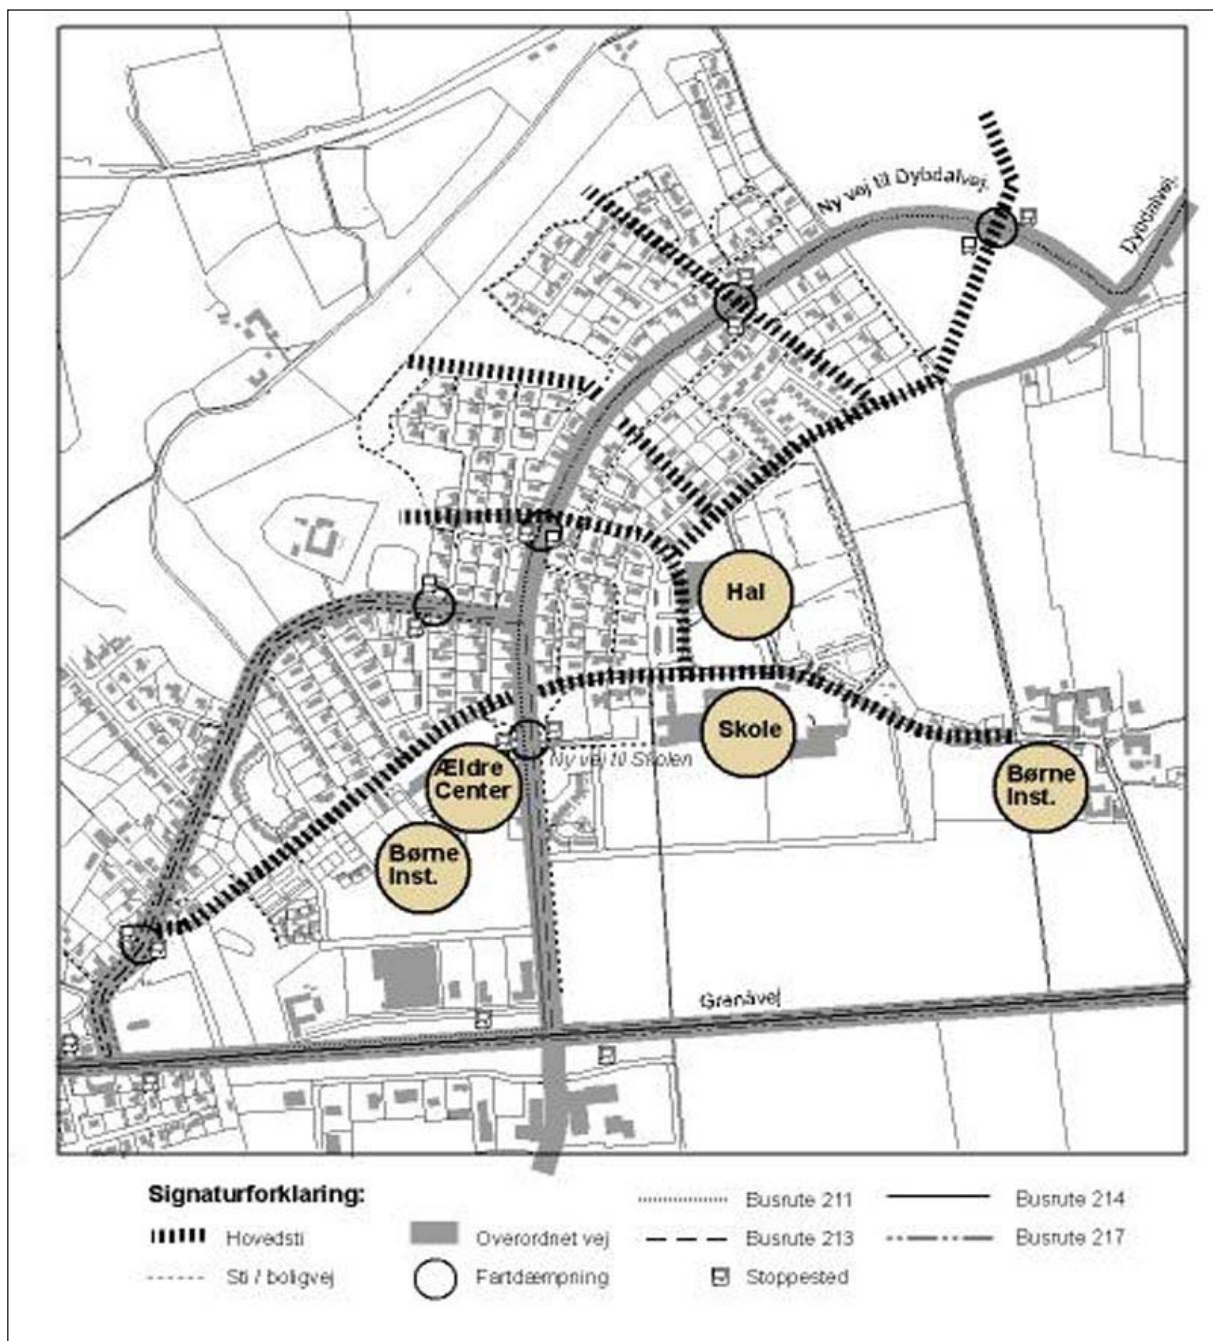 Ny vej til Dybdalvej.
Dybdalvej.
Hal
Skole
Ny vej til Skolen
Ældre
Center
Børne
Inst.
Børne
Inst.
Grenåvej
Signaturforklaring:
Hovedsti
Sti / boligvej
Overordnet vej
Fartdæmpning
Busrute 211
Busrute 213
Stoppested
Busrute 214
Busrute 217